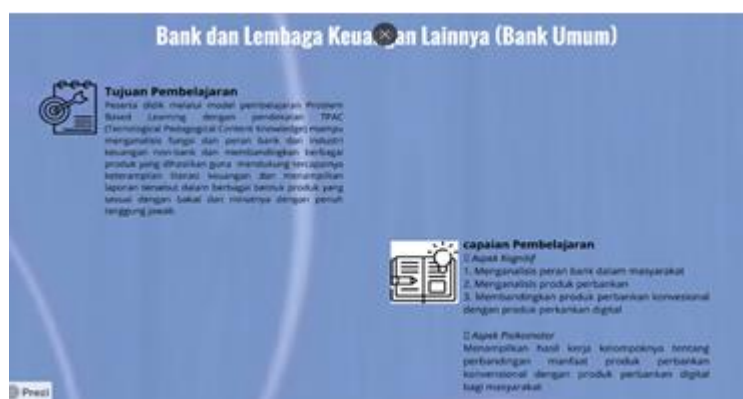 Bank dan Lembaga Keuangan Lainnya (Bank Umum)
Tujuan Pembelajaran
Peserta didik melalui model pembelajaran Problem
Based Learning dengan pendekatan TPAC
(Tecnological Pedagogical Content Knowledge) mampu
menganalisis fungsi dan peran bank dan industri
keuangan non-bank dan membandingkan berbagai
produk yang dihasilkan guna mendukung tercapainya
keterampilan literasi keuangan dan menampilkan
laporan tersebut dalam berbagai bentuk produk yang
sesuai dengan bakat dan minatnya dengan penuh
tanggung jawab
capaian Pembelajaran
Aspek Kognitif
1. Menganalisis peran bank dalam masyarakat
2. Menganalisis produk perbankan
3. Membandingkan produk perbankan konvesional
dengan produk perkankan digital
Aspek Psikomotor
Menampilkan hasil kerja kelompoknya tentang
perbandingan manfaat produk perbankan
konvensional dengan produk perbankan digital
bagi masyarakat
Prezi